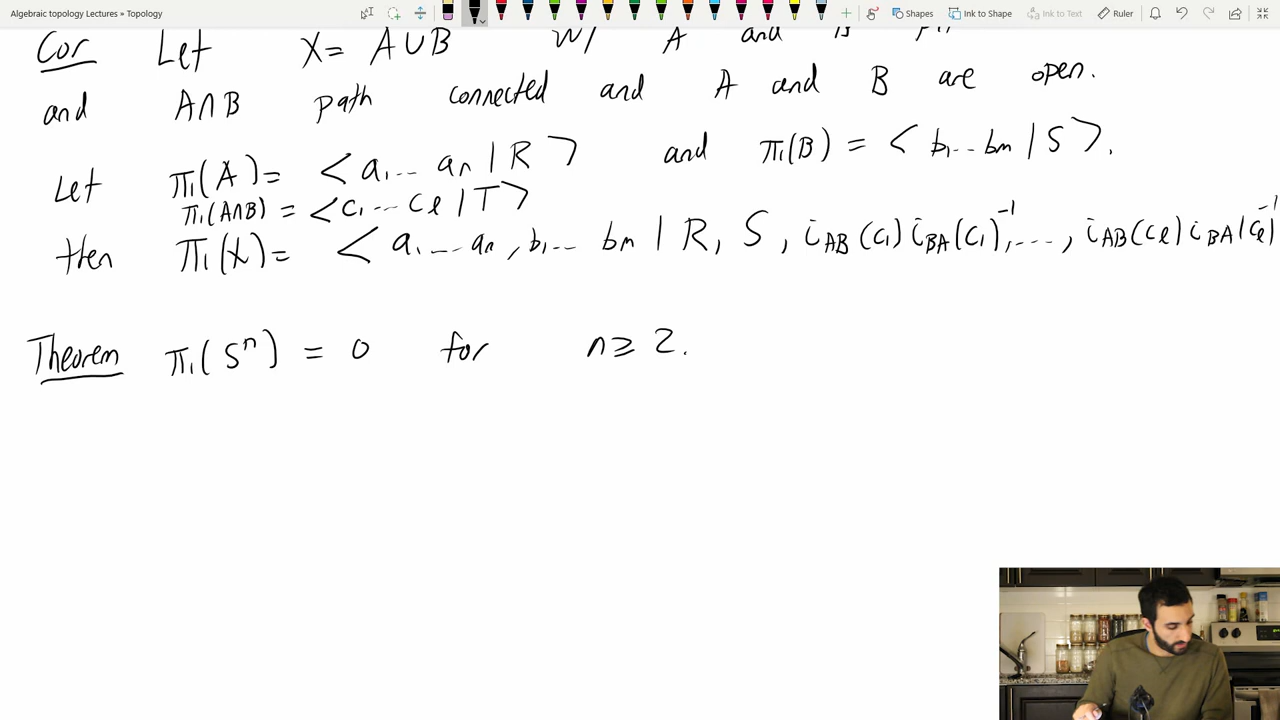 Algebraic topology Lectures » Topology
Shapes Ink to Shape Ink to Text Ruler
Cor Let X = A∪B w/ A and
and A∩B path connected and A and B are open.
Let π₁(A) = < a₁... aₙ | R > and π₁(B) = < b₁... bₘ | S >.
π₁(A∩B) = < c₁ ... cℓ | T >
then π₁(X) = < a₁ ... aₙ, b₁... bₘ | R, S, i_AB(c₁) i_BA(c₁)⁻¹, ..., i_AB(cℓ) i_BA(cℓ)⁻¹
Theorem π₁(Sⁿ) = 0 for n ≥ 2.